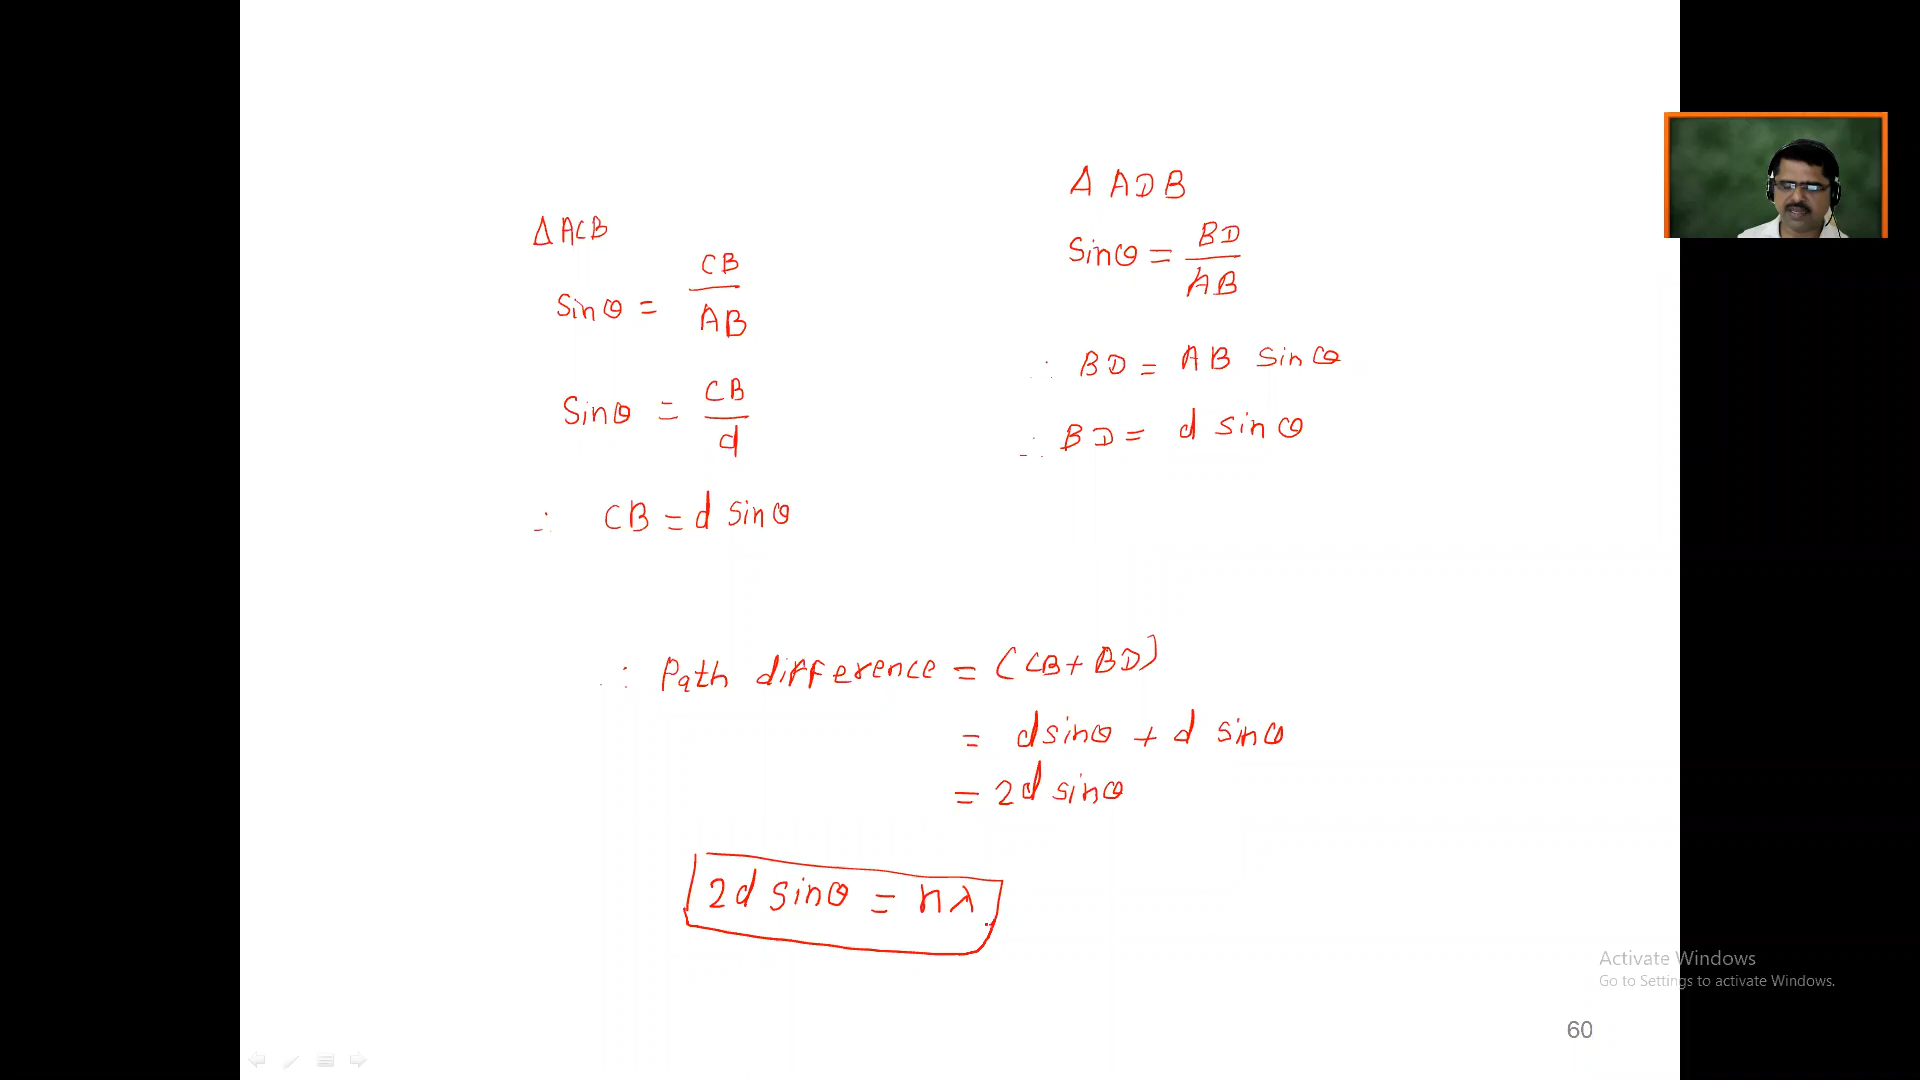 Δ ACB
Sinθ = CB / AB
Sinθ = CB / d
∴ CB = d Sinθ
Δ ADB
Sinθ = BD / AB
∴ BD = AB sinθ
∴ BD = d sinθ
∴ Path difference = (CB + BD)
= dsinθ + d sinθ
= 2d sinθ
2d sinθ = nλ
Activate Windows
Go to Settings to activate Windows.
60